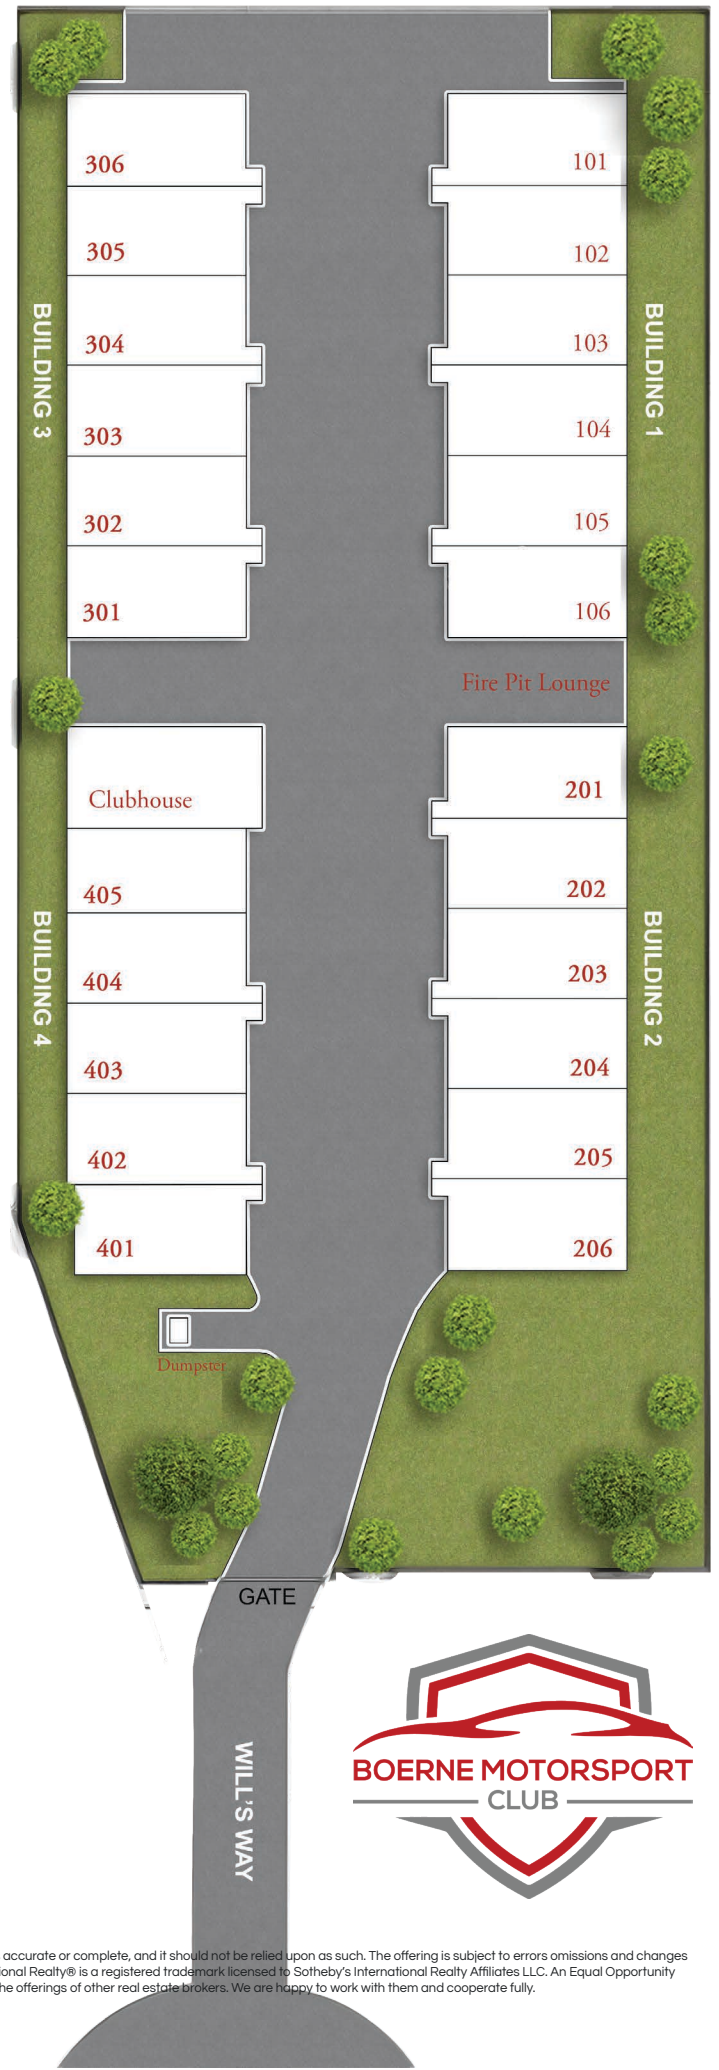 306
101
305
102
304
103
303
104
302
105
301
106
BUILDING 3
BUILDING 1
Fire Pit Lounge
Clubhouse
201
405
202
404
203
403
204
402
205
401
206
BUILDING 4
BUILDING 2
Dumpster
GATE
WILL'S WAY
BOERNE MOTORSPORT
CLUB
accurate or complete, and it should not be relied upon as such. The offering is subject to errors omissions and changes
ional Realty® is a registered trademark licensed to Sotheby's International Realty Affiliates LLC. An Equal Opportunity
he offerings of other real estate brokers. We are happy to work with them and cooperate fully.